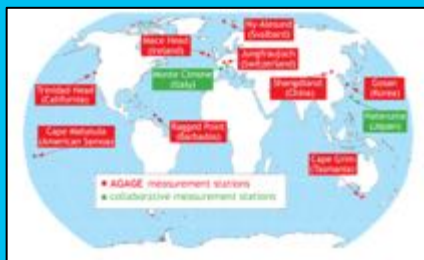 Ny-Ålesund
(Svalbard)
Mace Head
(Ireland)
Jungfraujoch
(Switzerland)
Monte Cimone
(Italy)
Trinidad Head
(California)
Shangdianzi
(China)
Gosan
(Korea)
Hateruma
(Japan)
Ragged Point
(Barbados)
Cape Matatula
(American Samoa)
Cape Grim
(Tasmania)
AGAGE measurement stations
collaborative measurement stations